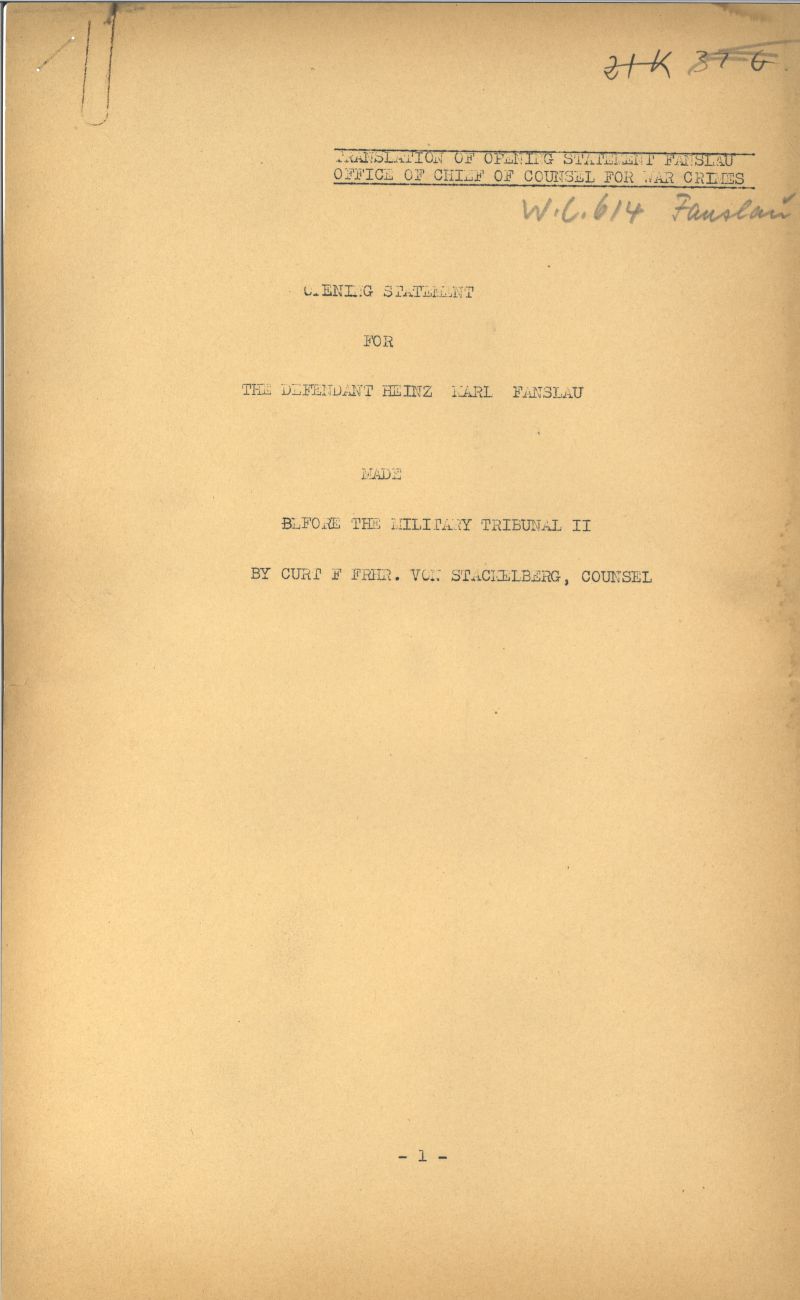 21 K 37 G
TRANSLATION OF OPENING STATEMENT FANSLAU
OFFICE OF CHIEF OF COUNSEL FOR WAR CRIMES
W.C. 614 Fanslau
OPENING STATEMENT
FOR
THE DEFENDANT HEINZ KARL FANSLAU
MADE
BEFORE THE MILITARY TRIBUNAL II
BY CURT F FRHR. VON STACKELBERG, COUNSEL
- 1 -